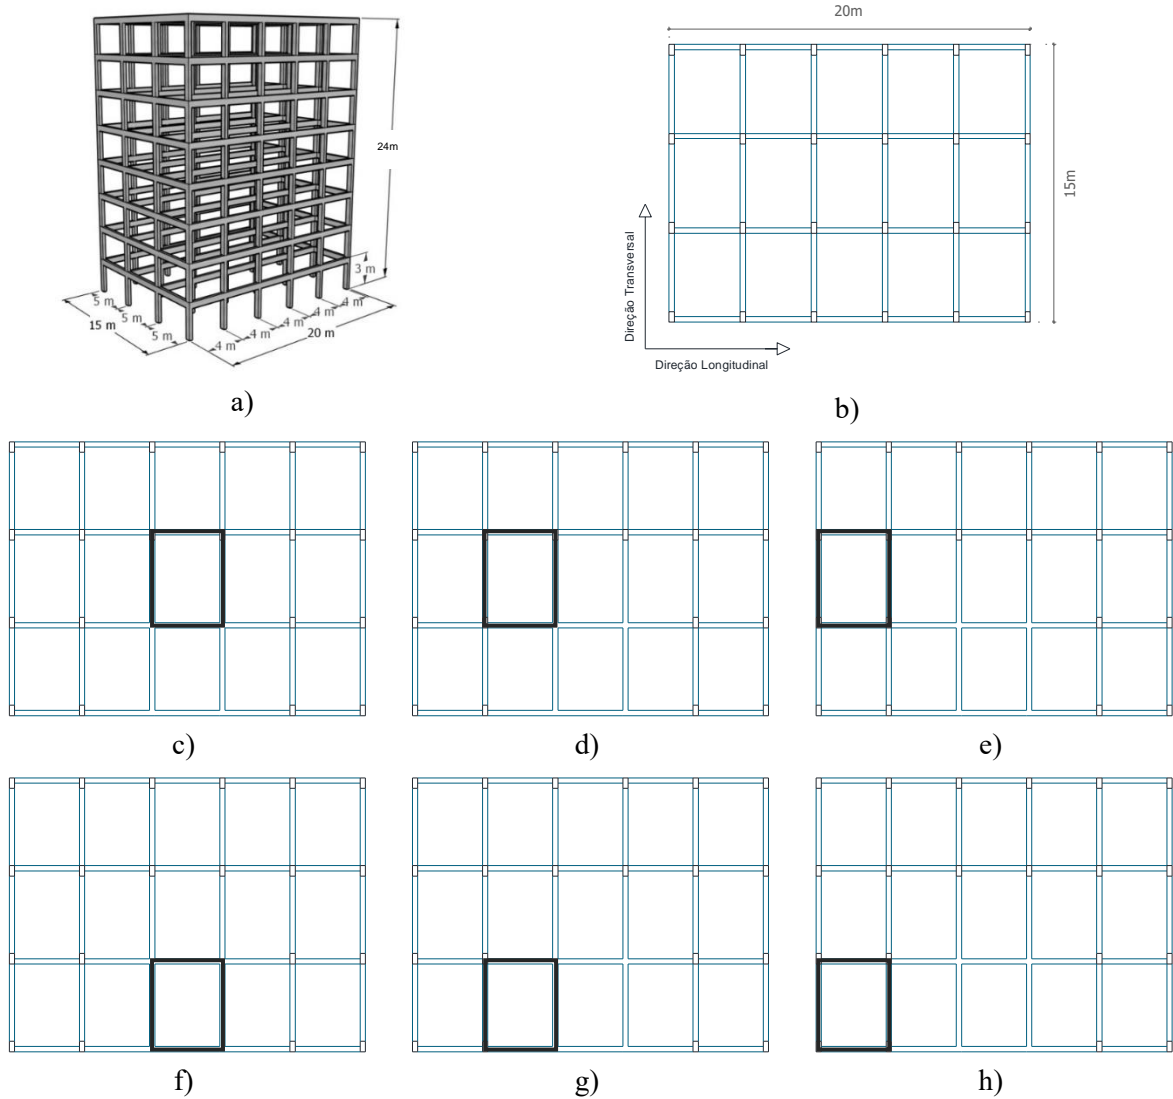 24m
3 m
5 m
5 m
5 m
15 m
4 m
4 m
4 m
4 m
4 m
20 m
a)
20m
15m
Direção Transversal
Direção Longitudinal
b)
c)
d)
e)
f)
g)
h)